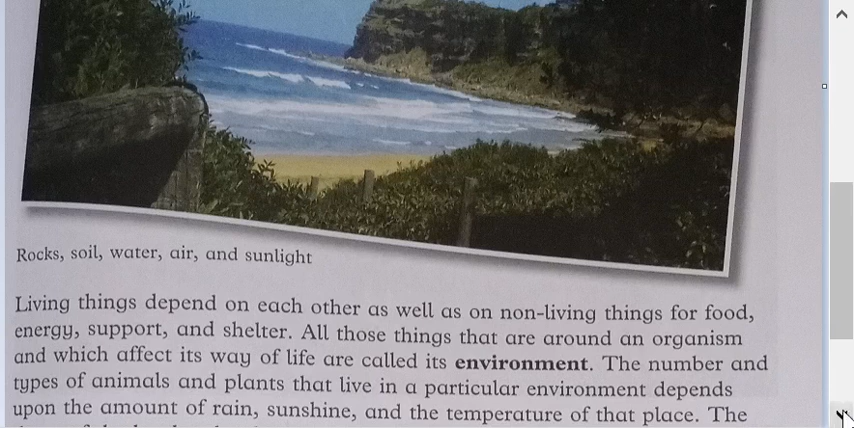 Rocks, soil, water, air, and sunlight
Living things depend on each other as well as on non-living things for food,
energy, support, and shelter. All those things that are around an organism
and which affect its way of life are called its environment. The number and
types of animals and plants that live in a particular environment depends
upon the amount of rain, sunshine, and the temperature of that place. The